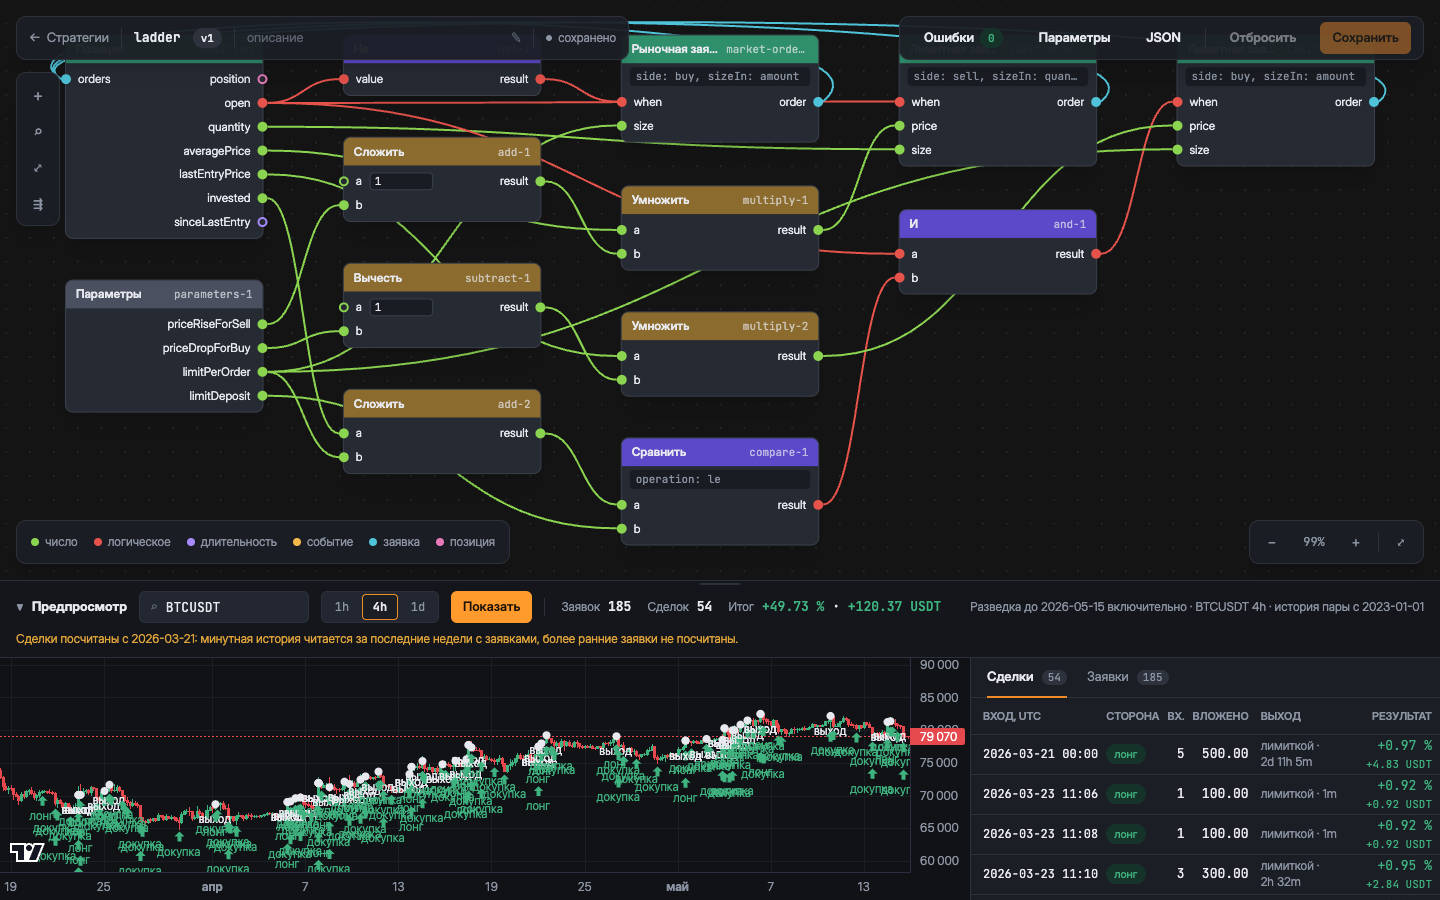 ← Стратегии ladder v1 описание сохранено
Ошибки 0 Параметры JSON Отбросить Сохранить
orders
position
open
quantity
averagePrice
lastEntryPrice
invested
sinceLastEntry
value result
Рыночная зая... market-orde...
side: buy, sizeIn: amount
when order
size
side: sell, sizeIn: quan...
when order
price
size
side: buy, sizeIn: amount
when order
price
size
Сложить add-1
a 1 result
b
Умножить multiply-1
a result
b
И and-1
a result
b
Параметры parameters-1
priceRiseForSell
priceDropForBuy
limitPerOrder
limitDeposit
Вычесть subtract-1
a 1 result
b
Умножить multiply-2
a result
b
Сложить add-2
a result
b
Сравнить compare-1
operation: le
a result
b
число логическое длительность событие заявка позиция
− 99% +
▼ Предпросмотр BTCUSDT 1h 4h 1d Показать Заявок 185 Сделок 54 Итог +49.73 % · +120.37 USDT Разведка до 2026-05-15 включительно · BTCUSDT 4h · история пары с 2023-01-01
Сделки посчитаны с 2026-03-21: минутная история читается за последние недели с заявками, более ранние заявки не посчитаны.
90 000
85 000
79 070
75 000
70 000
65 000
60 000
19 25 апр 7 13 19 25 май 7 13
Сделки 54 Заявки 185
ВХОД, UTC СТОРОНА ВХ. ВЛОЖЕНО ВЫХОД РЕЗУЛЬТАТ
2026-03-21 00:00 лонг 5 500.00 лимиткой · 2d 11h 5m +0.97 % +4.83 USDT
2026-03-23 11:06 лонг 1 100.00 лимиткой · 1m +0.92 % +0.92 USDT
2026-03-23 11:08 лонг 1 100.00 лимиткой · 1m +0.92 % +0.92 USDT
2026-03-23 11:10 лонг 3 300.00 лимиткой · 2h 32m +0.95 % +2.84 USDT